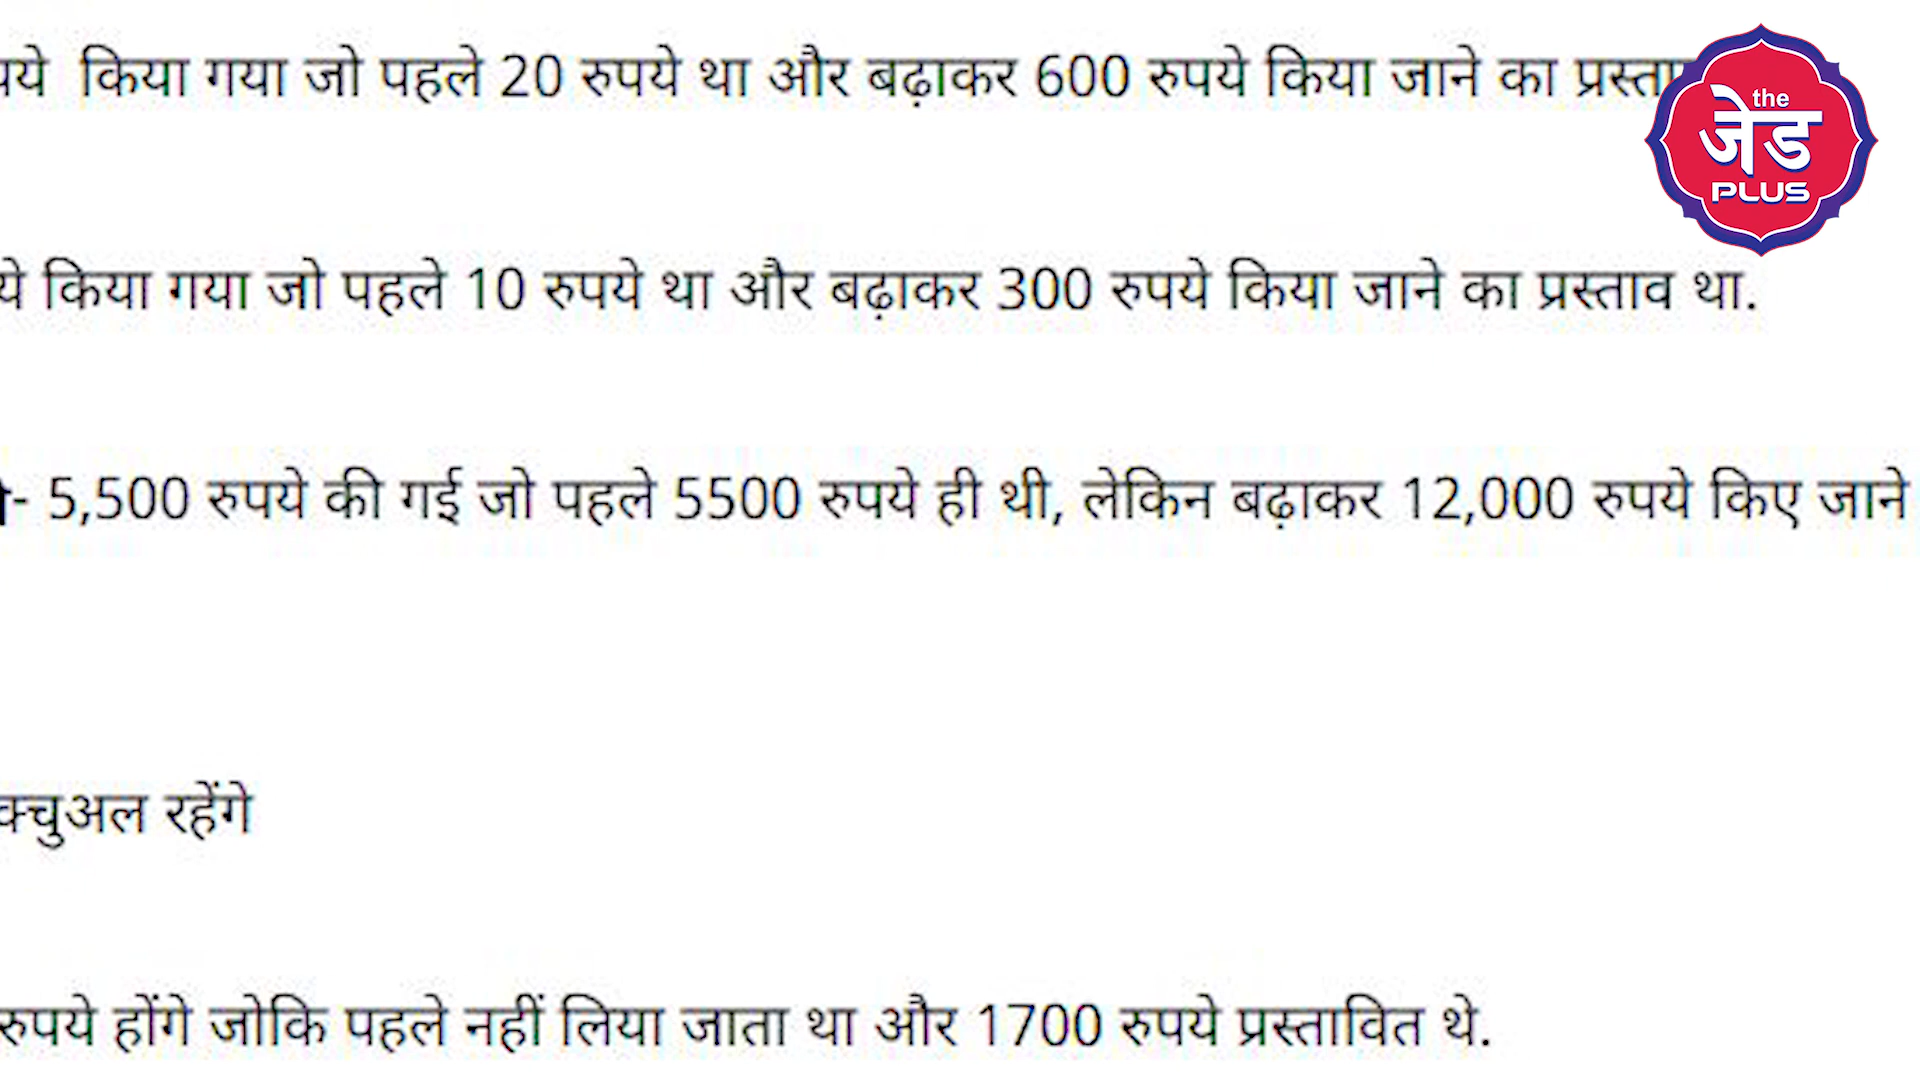 किया गया जो पहले 20 रुपये था और बढ़ाकर 600 रुपये किया जाने का
the
जेड
PLUS
किया गया जो पहले 10 रुपये था और बढ़ाकर 300 रुपये किया जाने का प्रस्ताव था.
- 5,500 रुपये की गई जो पहले 5500 रुपये ही थी, लेकिन बढ़ाकर 12,000 रुपये किए जाने
रहेंगे
रुपये होंगे जोकि पहले नहीं लिया जाता था और 1700 रुपये प्रस्तावित थे.